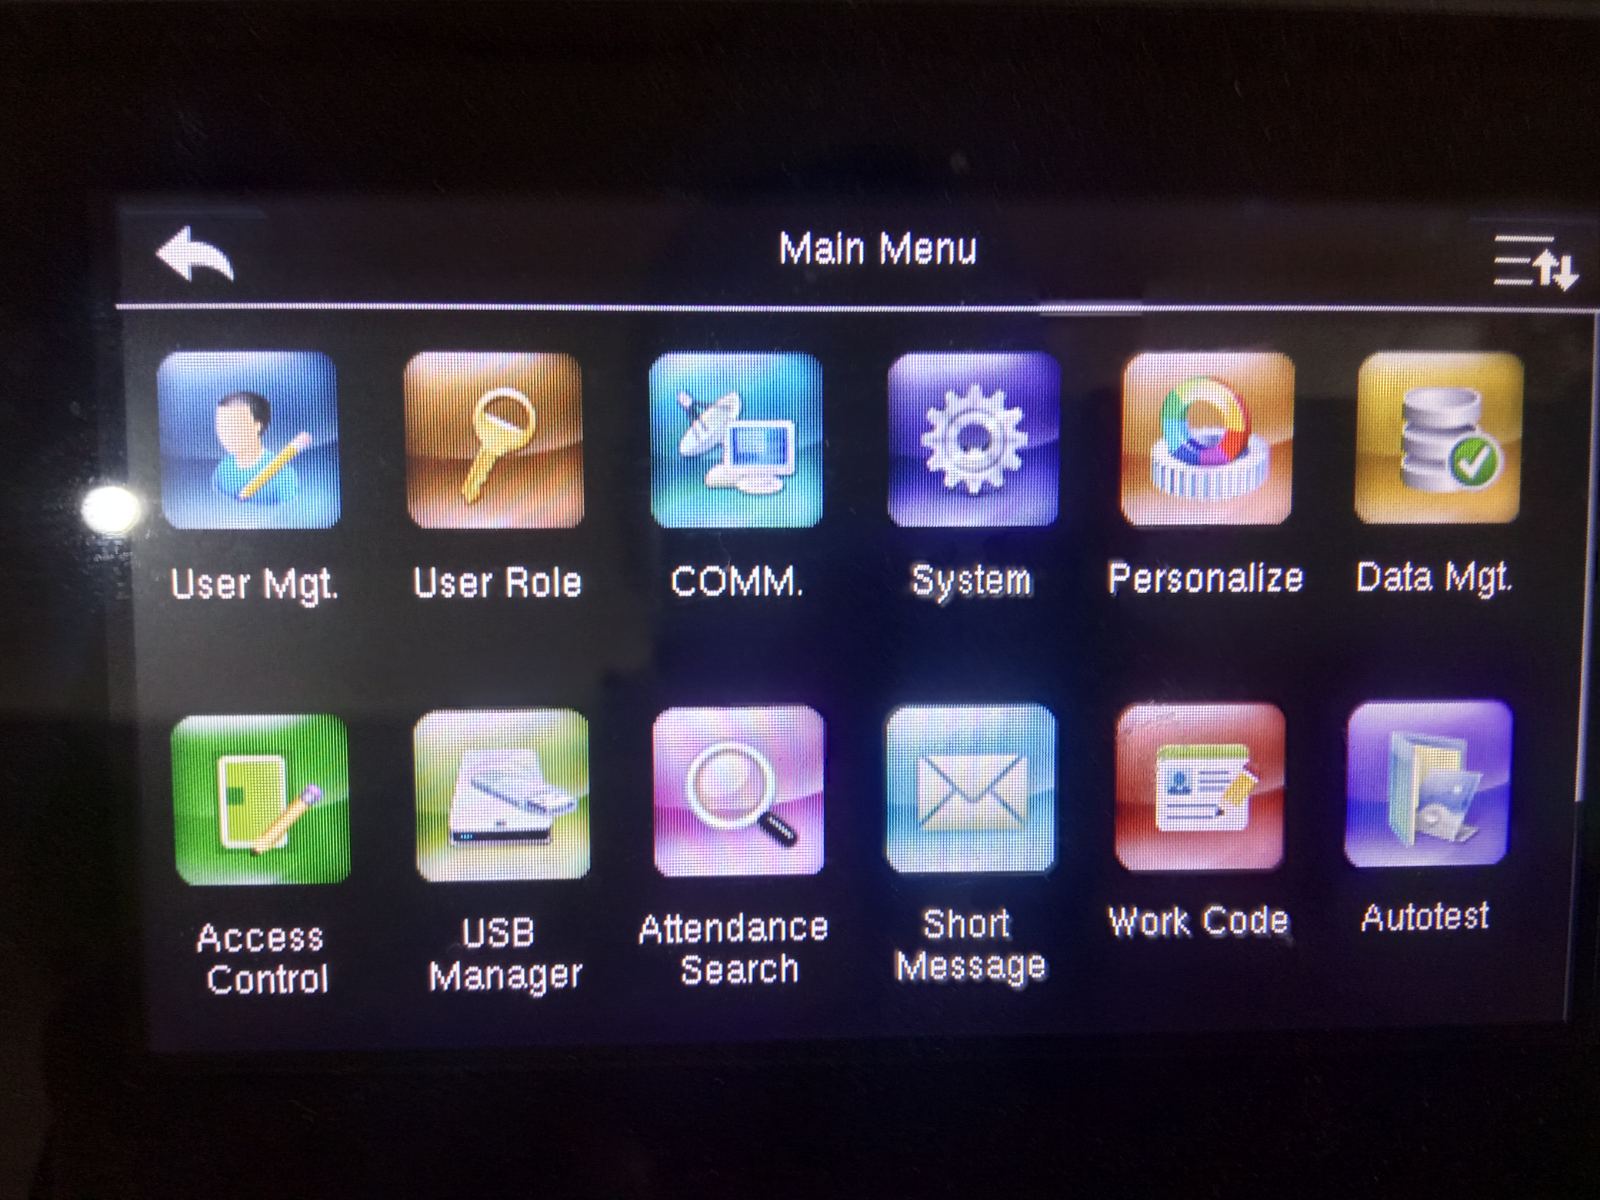 Main Menu
User Mgt.
User Role
COMM.
System
Personalize
Data Mgt.
Access
Control
USB
Manager
Attendance
Search
Short
Message
Work Code
Autotest